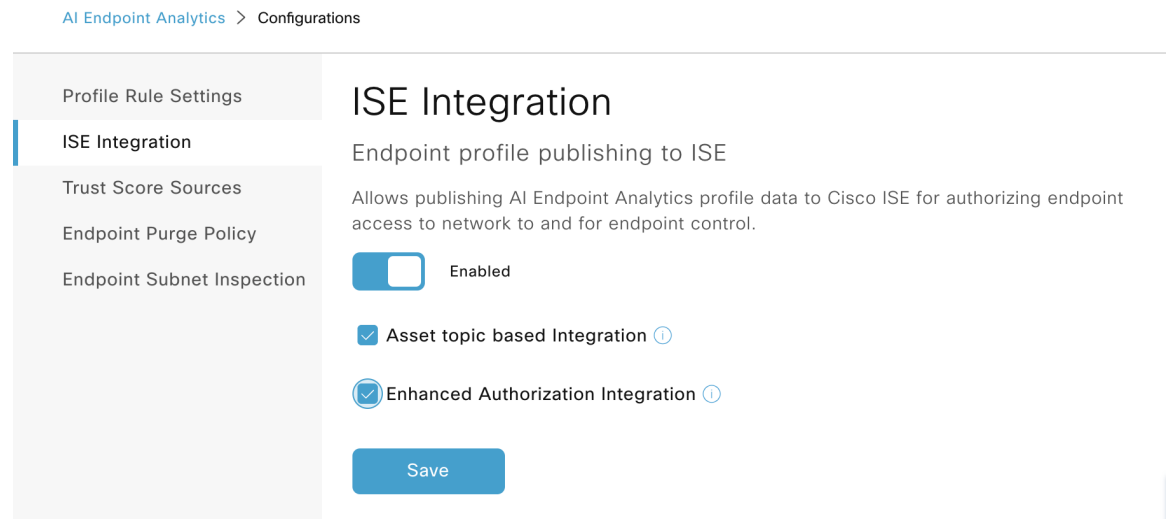 AI Endpoint Analytics > Configurations
Profile Rule Settings
ISE Integration
Trust Score Sources
Endpoint Purge Policy
Endpoint Subnet Inspection
ISE Integration
Endpoint profile publishing to ISE
Allows publishing AI Endpoint Analytics profile data to Cisco ISE for authorizing endpoint
access to network to and for endpoint control.
Enabled
Asset topic based Integration
Enhanced Authorization Integration
Save